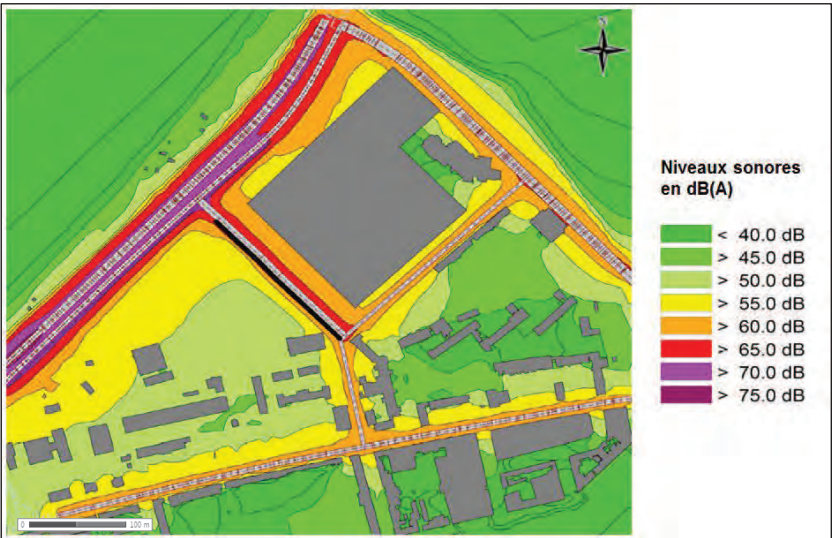 Niveaux sonores
en dB(A)
< 40.0 dB
> 45.0 dB
> 50.0 dB
> 55.0 dB
> 60.0 dB
> 65.0 dB
> 70.0 dB
> 75.0 dB
0 100 m